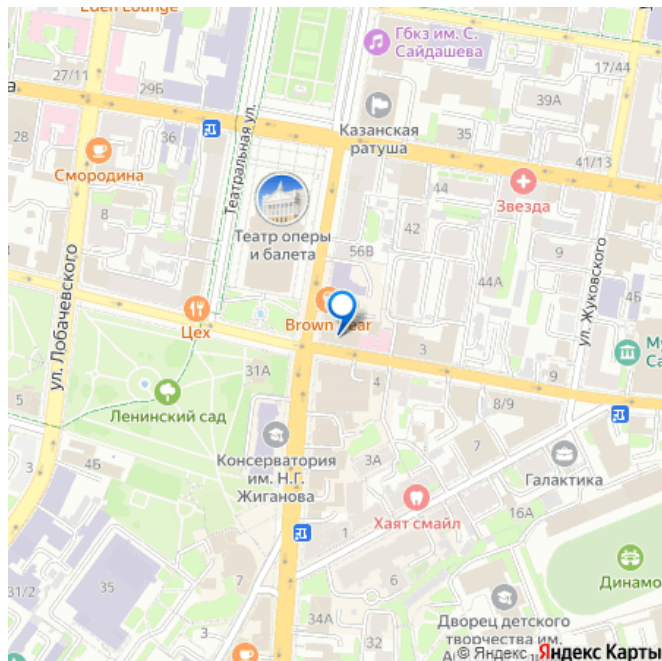 Eden Lounge
Гбкз им. С.
Сайдашева
27/11
29Б
17/44
а
39А
Казанская
ратуша
28
36
35
41/13
Смородина
Театральная ул.
Звезда
8
44
42
Театр оперы
и балета
56В
9
44А
ул. Жуковского
4Б
ул. Лобачевского
Цех
Brown Bear
3
Му
Са
31А
5
Ленинский сад
8/9
Консерватория
им. Н.Г.
Жиганова
3
4Б
3А
7
Галактика
Хаят смайл
16А
1
35
31/2
6
Динамо
34А
Дворец детского
творчества им.
7
3
32
© Яндекс Яндекс Карты